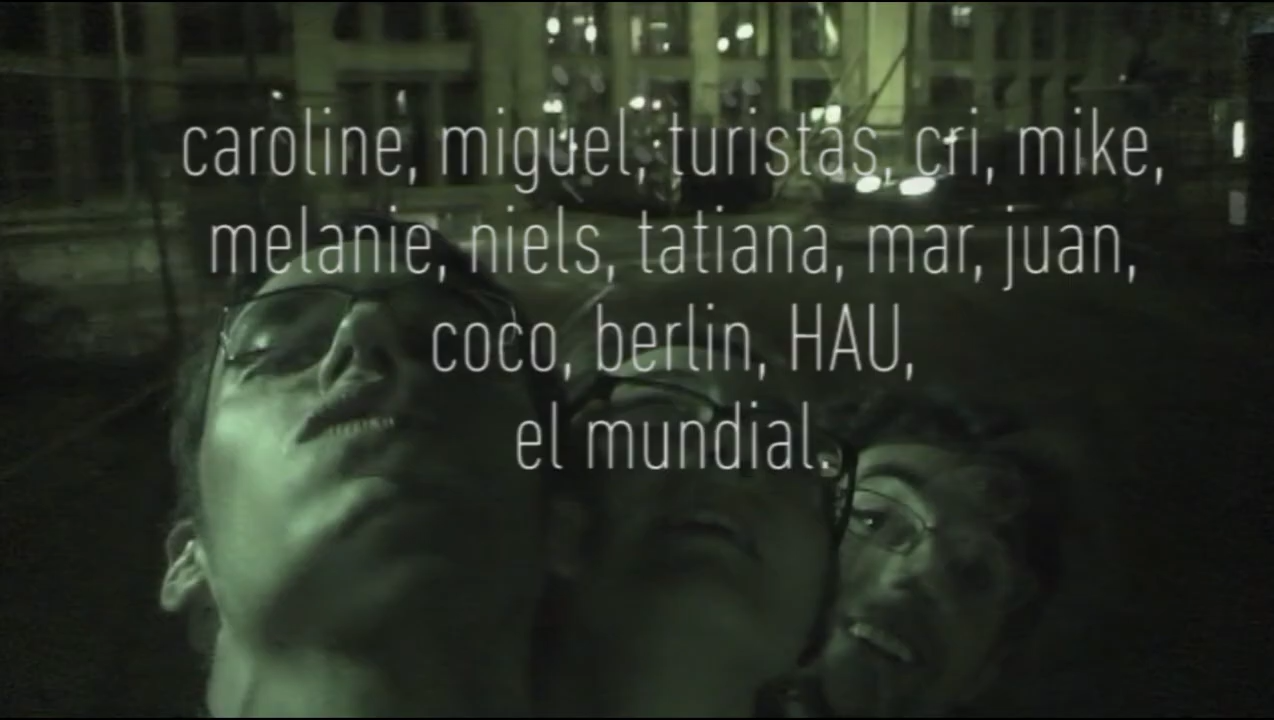 caroline, miguel, turistas, cri, mike,
melanie, niels, tatiana, mar, juan,
coco, berlin, HAU,
el mundial.